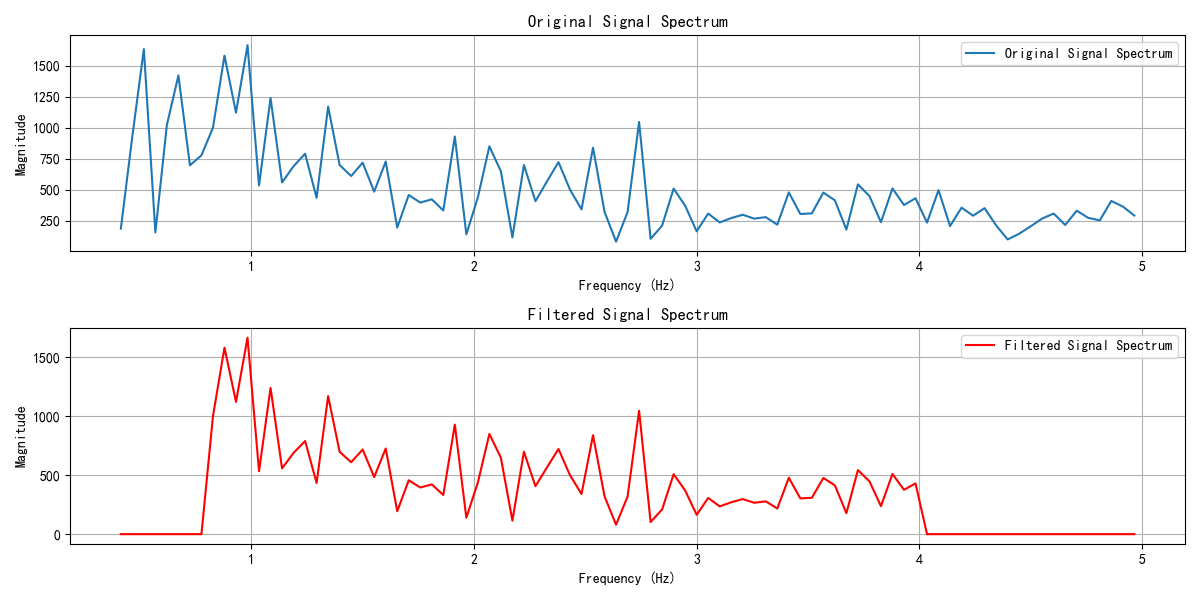 Original Signal Spectrum
Original Signal Spectrum
Magnitude
1500
1250
1000
750
500
250
1 2 3 4 5
Frequency (Hz)
Filtered Signal Spectrum
Filtered Signal Spectrum
Magnitude
1500
1000
500
0
1 2 3 4 5
Frequency (Hz)